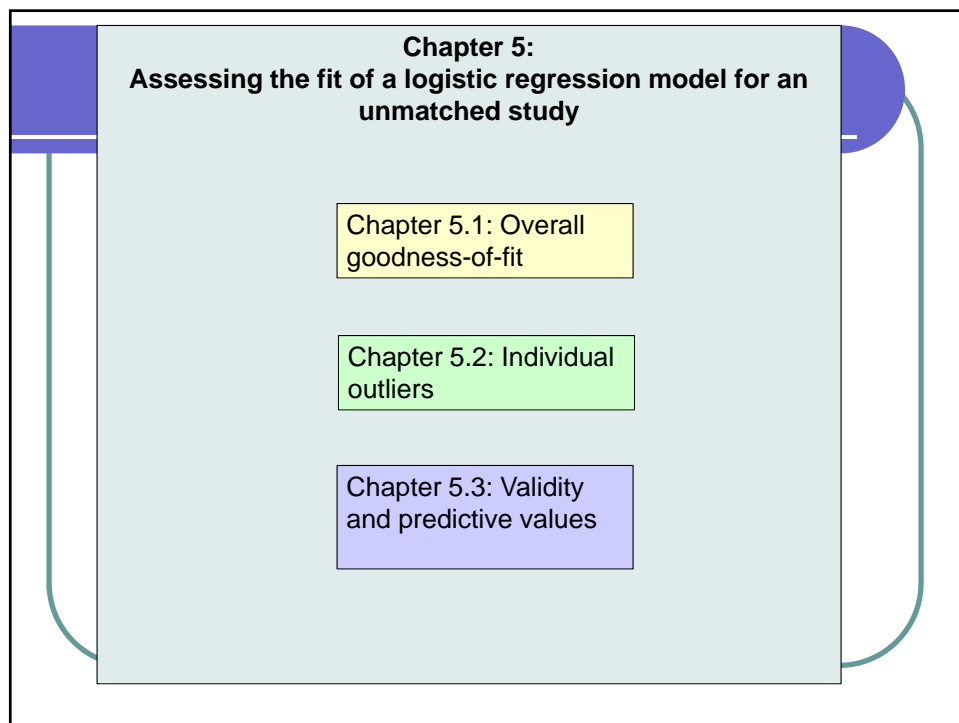 Chapter 5:
Assessing the fit of a logistic regression model for an
unmatched study
Chapter 5.1: Overall
goodness-of-fit
Chapter 5.2: Individual
outliers
Chapter 5.3: Validity
and predictive values